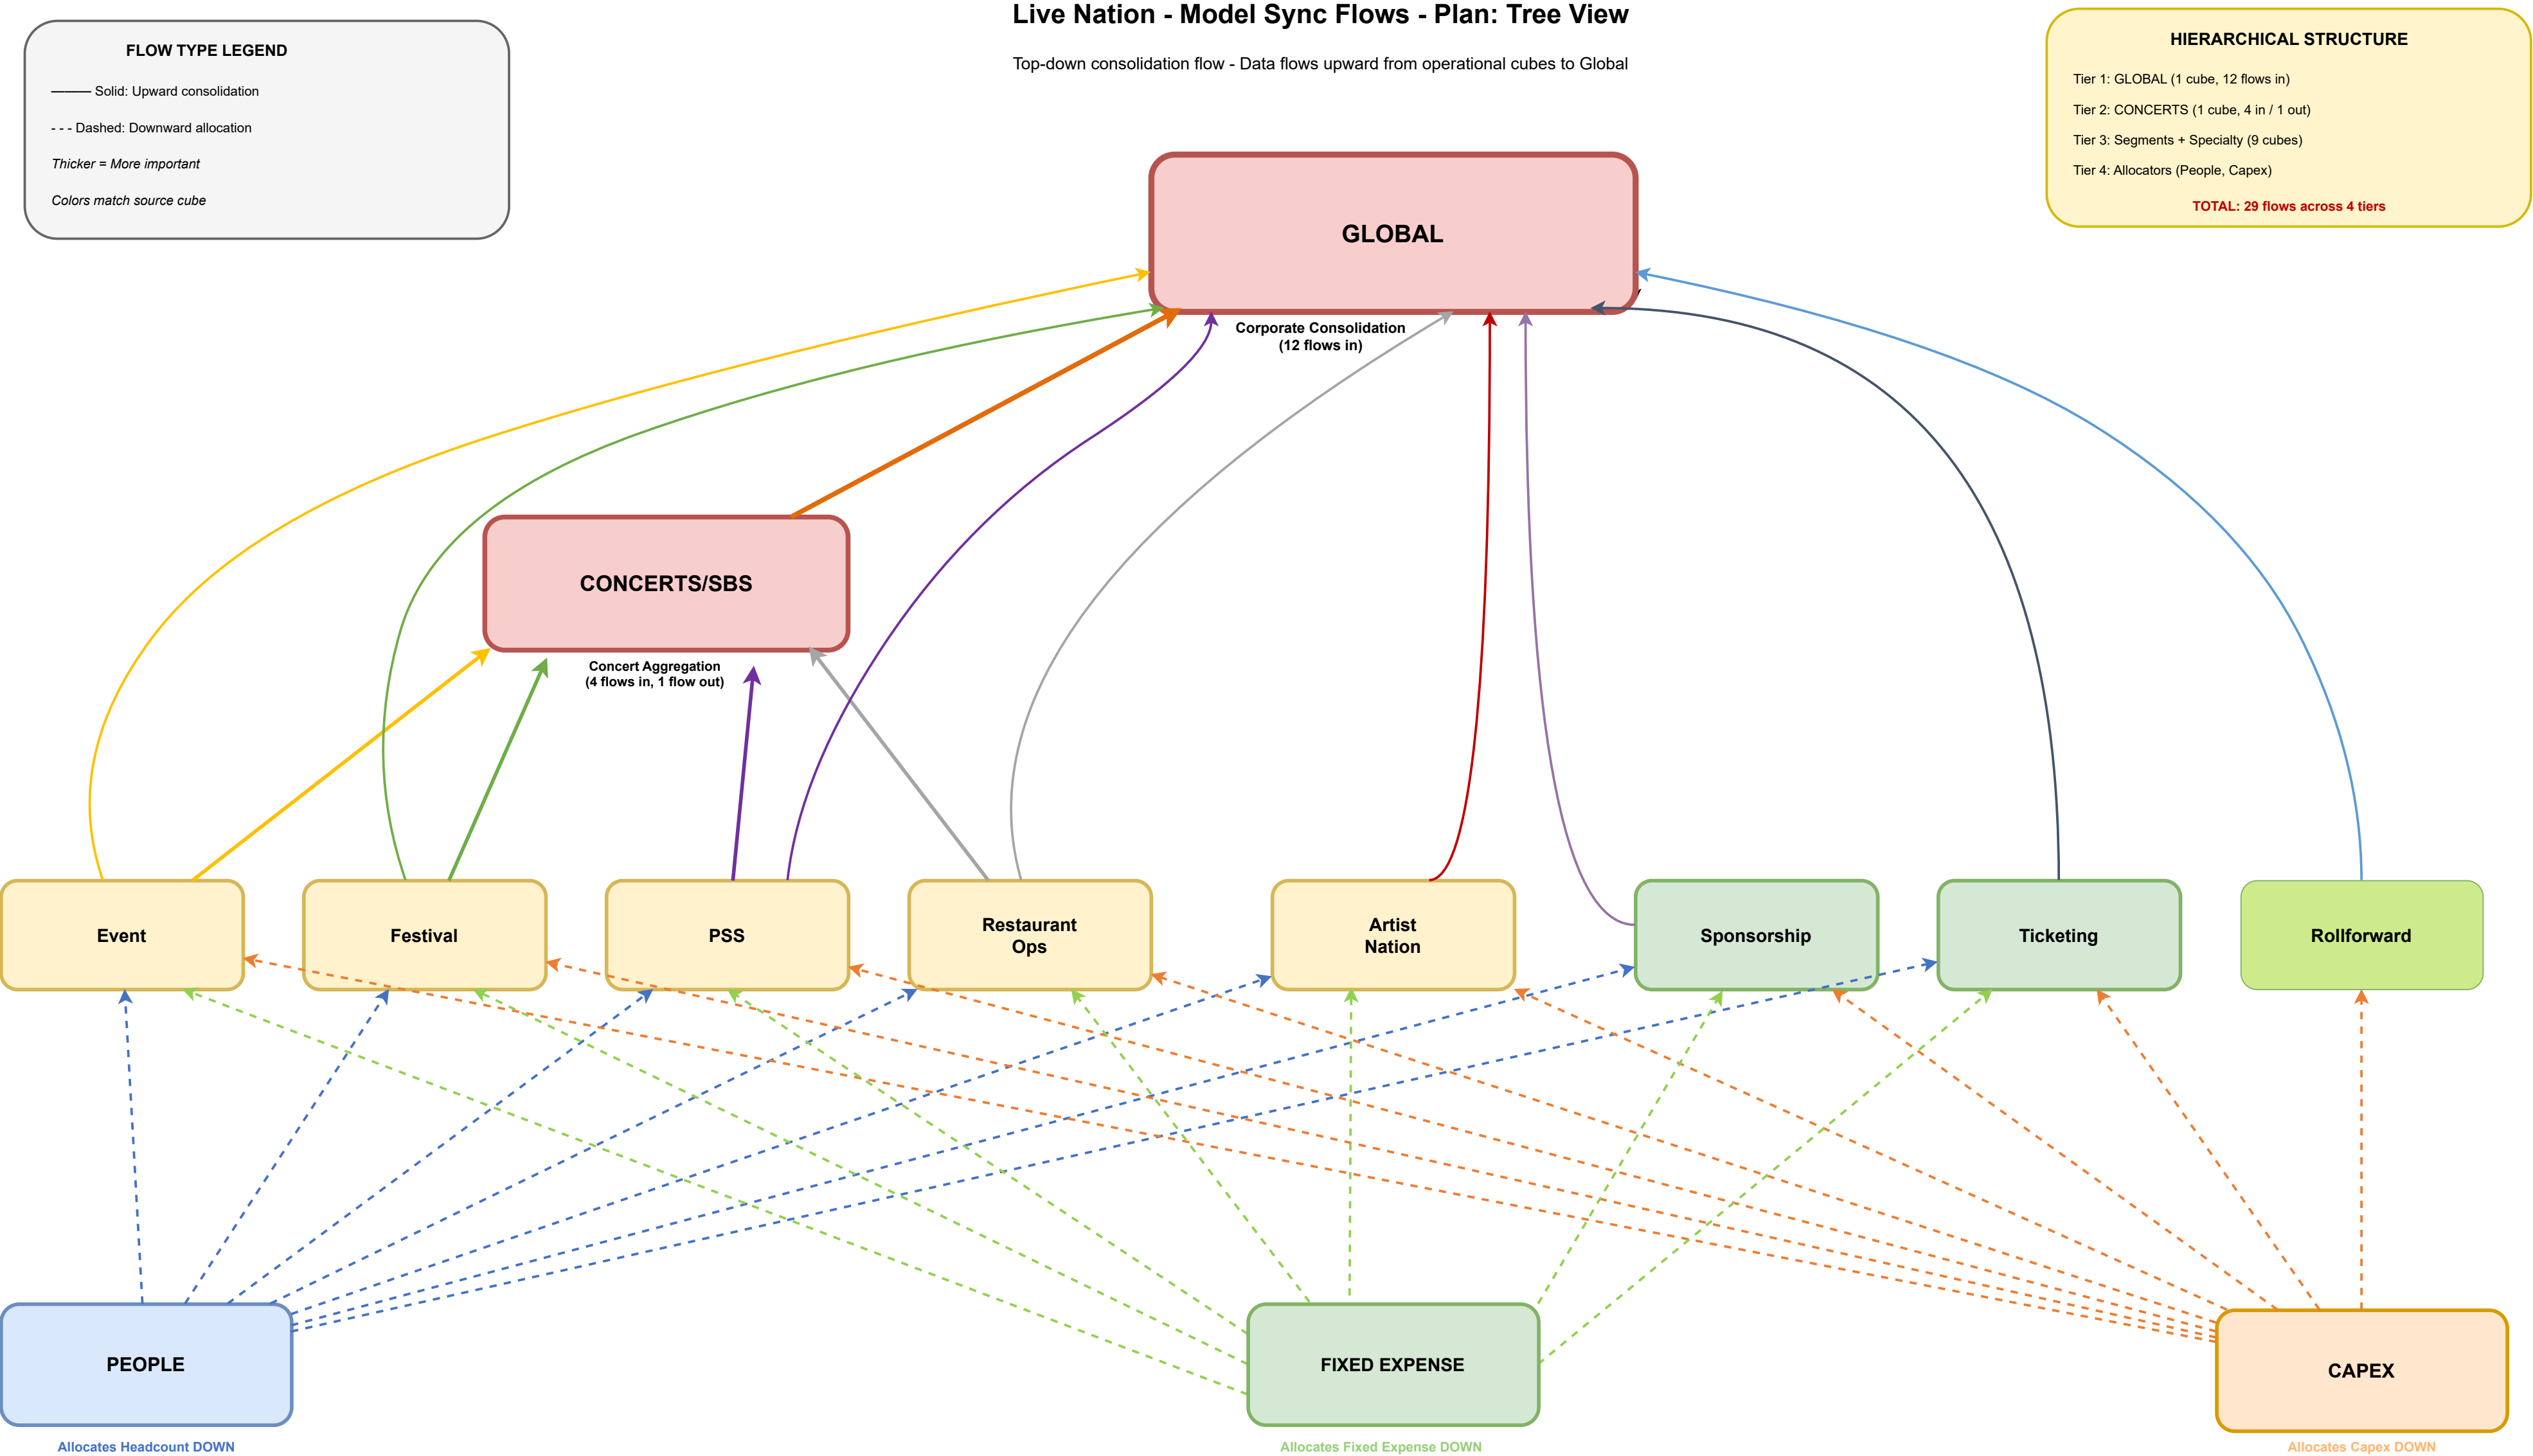 Live Nation - Model Sync Flows - Plan: Tree View
Top-down consolidation flow - Data flows upward from operational cubes to Global
FLOW TYPE LEGEND
——— Solid: Upward consolidation
- - - Dashed: Downward allocation
Thicker = More important
Colors match source cube
HIERARCHICAL STRUCTURE
Tier 1: GLOBAL (1 cube, 12 flows in)
Tier 2: CONCERTS (1 cube, 4 in / 1 out)
Tier 3: Segments + Specialty (9 cubes)
Tier 4: Allocators (People, Capex)
TOTAL: 29 flows across 4 tiers
GLOBAL
Corporate Consolidation
(12 flows in)
CONCERTS/SBS
Concert Aggregation
(4 flows in, 1 flow out)
Event
Festival
PSS
Restaurant
Ops
Artist
Nation
Sponsorship
Ticketing
Rollforward
PEOPLE
FIXED EXPENSE
CAPEX
Allocates Headcount DOWN
Allocates Fixed Expense DOWN
Allocates Capex DOWN